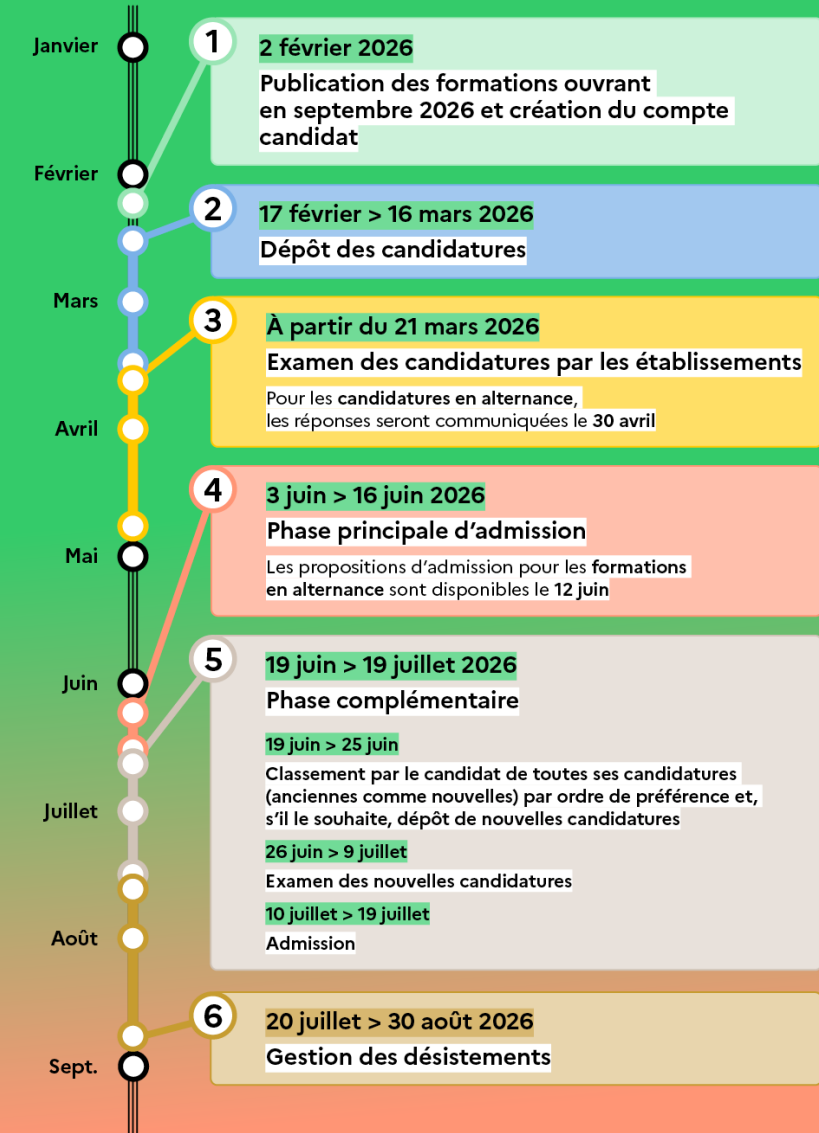 Janvier
1
2 février 2026
Publication des formations ouvrant
en septembre 2026 et création du compte
candidat
Février
2
17 février > 16 mars 2026
Dépôt des candidatures
Mars
3
À partir du 21 mars 2026
Examen des candidatures par les établissements
Pour les candidatures en alternance,
les réponses seront communiquées le 30 avril
Avril
4
3 juin > 16 juin 2026
Phase principale d’admission
Les propositions d’admission pour les formations
en alternance sont disponibles le 12 juin
Mai
5
19 juin > 19 juillet 2026
Phase complémentaire
Juin
19 juin > 25 juin
Classement par le candidat de toutes ses candidatures
(anciennes comme nouvelles) par ordre de préférence et,
s’il le souhaite, dépôt de nouvelles candidatures
Juillet
26 juin > 9 juillet
Examen des nouvelles candidatures
10 juillet > 19 juillet
Admission
Août
6
20 juillet > 30 août 2026
Gestion des désistements
Sept.